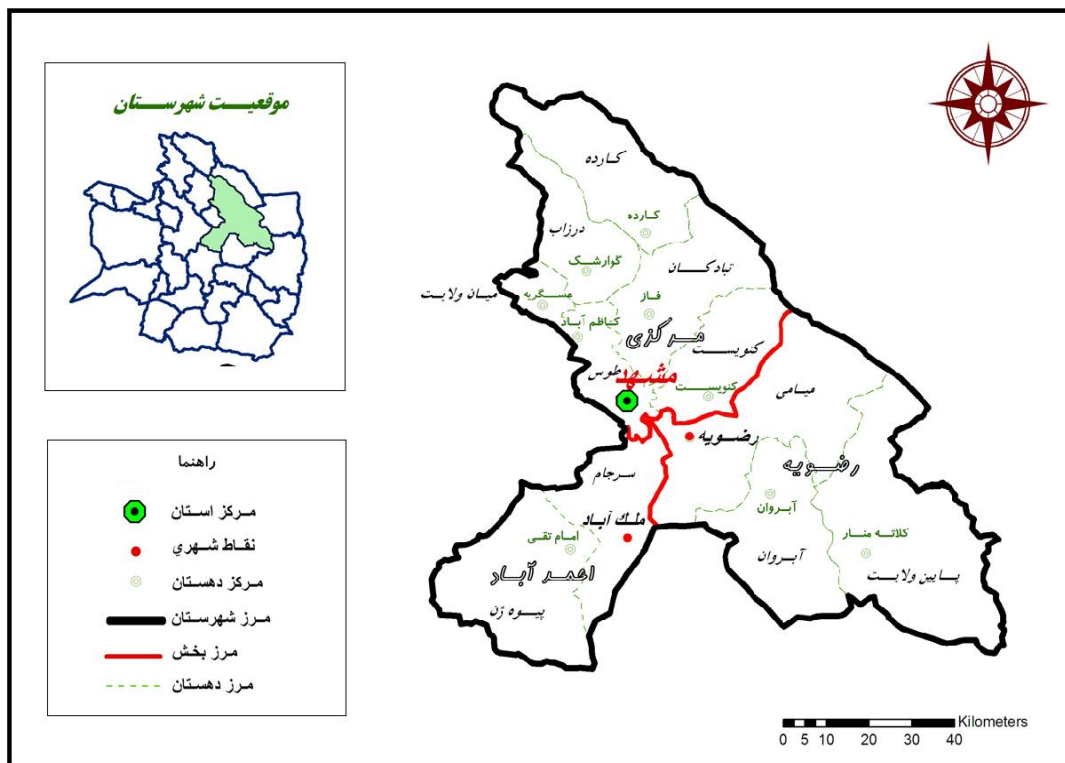 موقعیت شهرستان
راهنما
مرکز استان
نقاط شهري
مرکز دهستان
مرز شهرستان
مرز بخش
مرز دهستان
کارده
کارده
درزاب
گوارشک
تبادکان
میان ولایت
عسگریه
فاز
کاظم آباد
مرکزی
کنویست
طوس
مشهد
کنویست
میامی
رضویه
رضویه
سرجام
آبروان
ملک آباد
امام تقی
کلاته منار
آبروان
احمد آباد
پایین ولایت
پیوه ژن
Kilometers
0 5 10 20 30 40